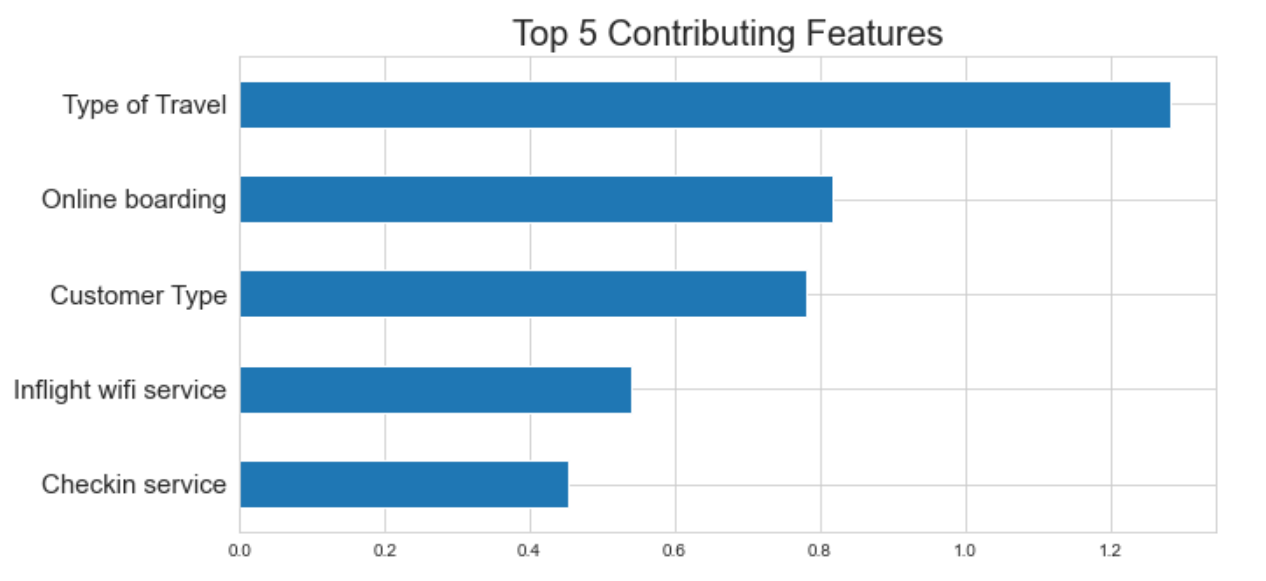 Top 5 Contributing Features
Type of Travel
Online boarding
Customer Type
Inflight wifi service
Checkin service
0.0 0.2 0.4 0.6 0.8 1.0 1.2